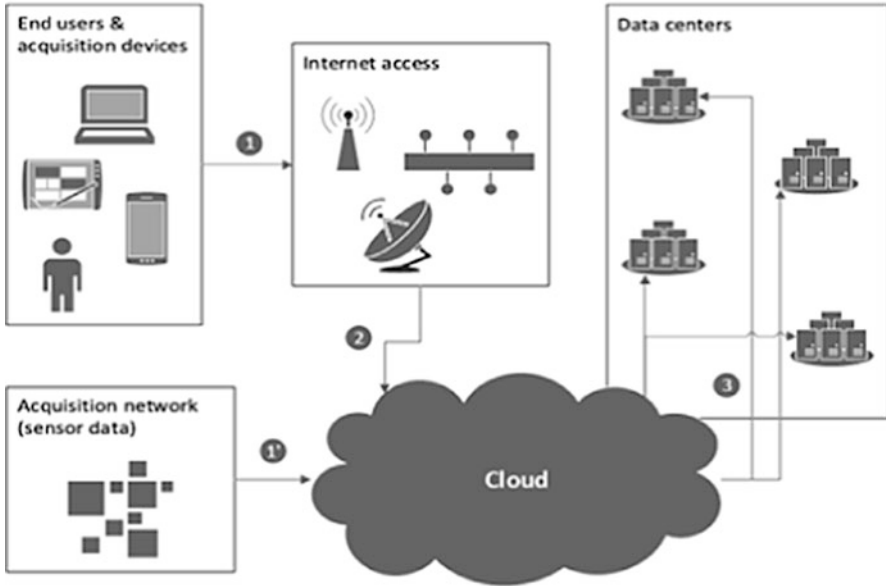 End users &
acquisition devices
Internet access
Data centers
1
2
3
Acquisition network
(sensor data)
1'
Cloud